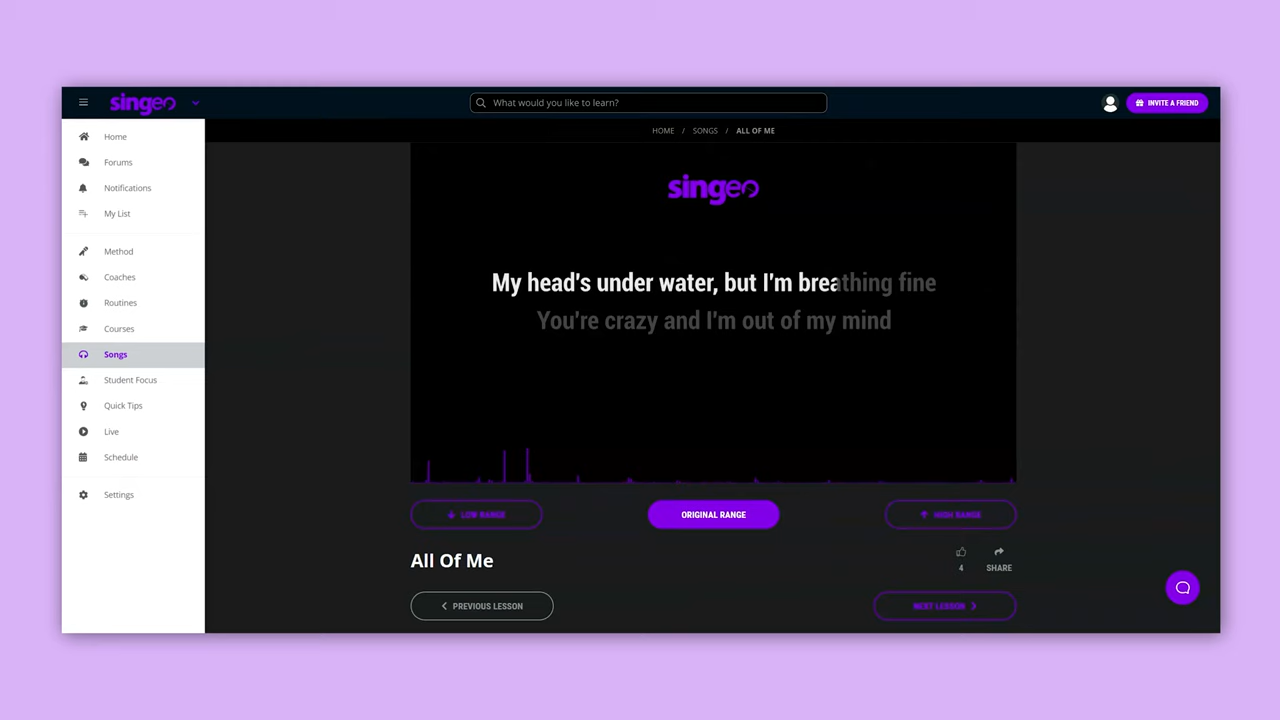 singeo
What would you like to learn?
INVITE A FRIEND
HOME / SONGS / ALL OF ME
Home
Forums
Notifications
My List
Method
Coaches
Routines
Courses
Songs
Student Focus
Quick Tips
Live
Schedule
Settings
singeo
My head's under water, but I'm breathing fine
You're crazy and I'm out of my mind
LOW RANGE
ORIGINAL RANGE
HIGH RANGE
All Of Me
4
SHARE
PREVIOUS LESSON
NEXT LESSON